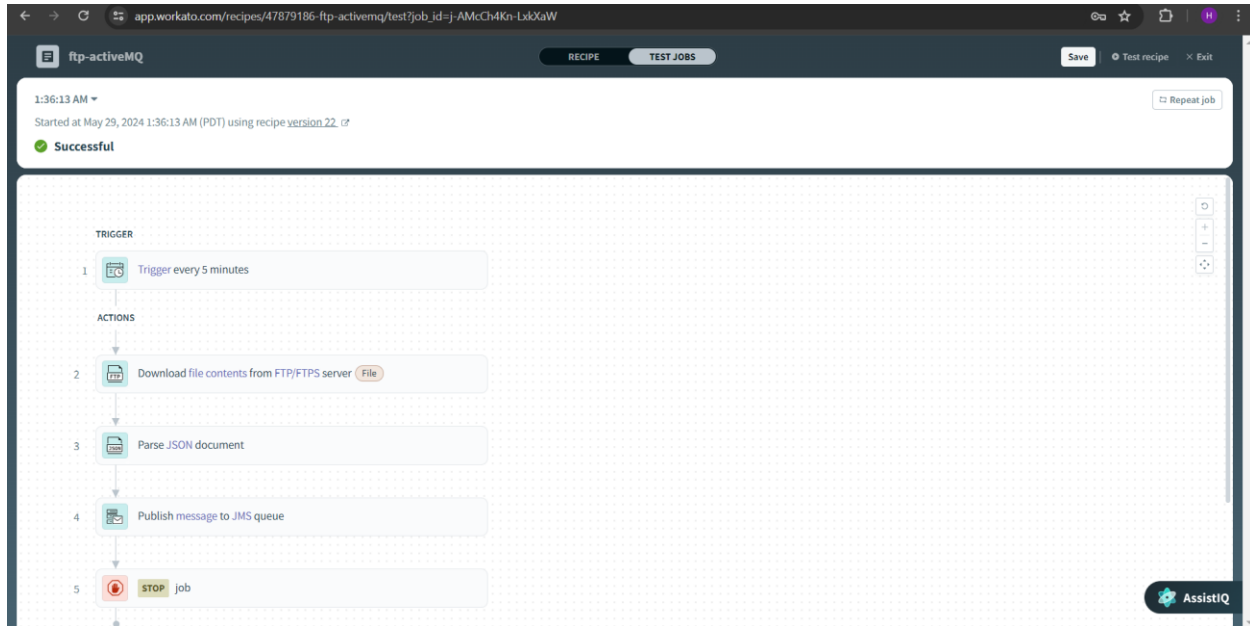 app.workato.com/recipes/47879186-ftp-activemq/test?job_id=j-AMcCh4Kn-LxkXaW
H
ftp-activeMQ
RECIPE
TEST JOBS
Save
Test recipe
Exit
1:36:13 AM
Repeat job
Started at May 29, 2024 1:36:13 AM (PDT) using recipe version 22
Successful
TRIGGER
1 Trigger every 5 minutes
ACTIONS
2 FTP Download file contents from FTP/FTPS server File
3 JSON Parse JSON document
4 Publish message to JMS queue
5 STOP job
AssistIQ